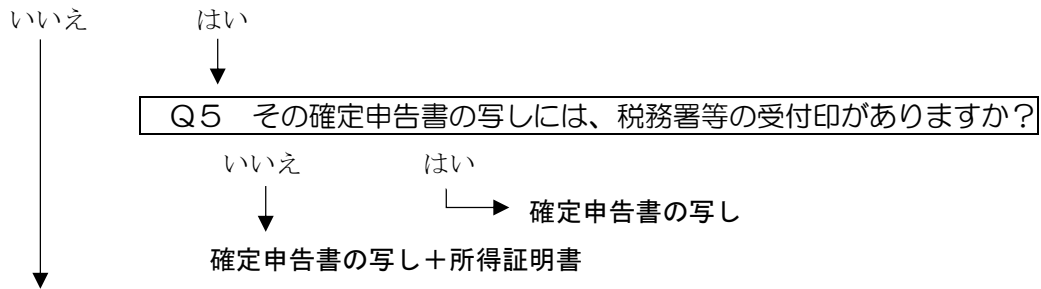 いいえ　はい
Ｑ５　その確定申告書の写しには、税務署等の受付印がありますか？
いいえ　はい
確定申告書の写し
確定申告書の写し＋所得証明書